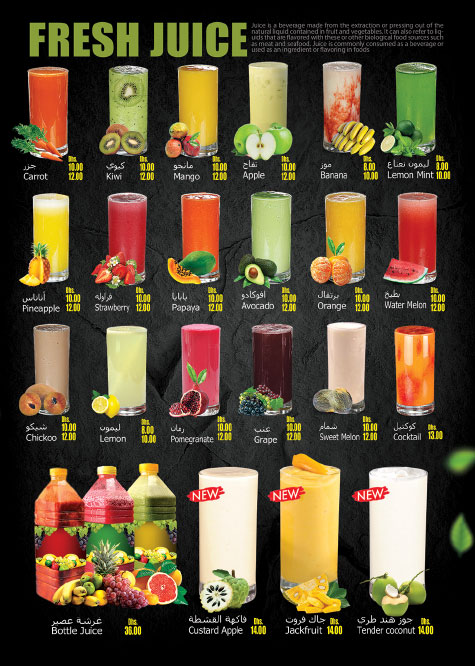 FRESH JUICE
Juice is a beverage made from the extraction or pressing out of the
natural liquid contained in fruit and vegetables. It can also refer to liq-
uids that are flavored with these or other biological food sources such
as meat and seafood. Juice is commonly consumed as a beverage or
used as an ingredient or flavoring in foods
جزر
Carrot
Dhs.
10.00
12.00
كيوي
Kiwi
Dhs.
10.00
12.00
مانجو
Mango
Dhs.
10.00
12.00
تفاح
Apple
Dhs.
10.00
12.00
موز
Banana
Dhs.
8.00
10.00
ليمون نعناع
Lemon Mint
Dhs.
8.00
10.00
أناناس
Pineapple
Dhs.
10.00
12.00
فراولة
Strawberry
Dhs.
10.00
12.00
بابايا
Papaya
Dhs.
10.00
12.00
افوكادو
Avocado
Dhs.
10.00
12.00
برتقال
Orange
Dhs.
10.00
12.00
بطيخ
Water Melon
Dhs.
10.00
12.00
شيكو
Chickoo
Dhs.
10.00
12.00
ليمون
Lemon
Dhs.
8.00
10.00
رمان
Pomegranate
Dhs.
10.00
12.00
عنب
Grape
Dhs.
10.00
12.00
شمام
Sweet Melon
Dhs.
10.00
12.00
كوكتيل
Cocktail
Dhs.
13.00
NEW
NEW
NEW
غرشة عصير
Bottle Juice
Dhs.
36.00
فاكهة القشطة
Custard Apple
Dhs.
14.00
جاك فروت
Jackfruit
Dhs.
14.00
جوز هند طري
Tender coconut
Dhs.
14.00